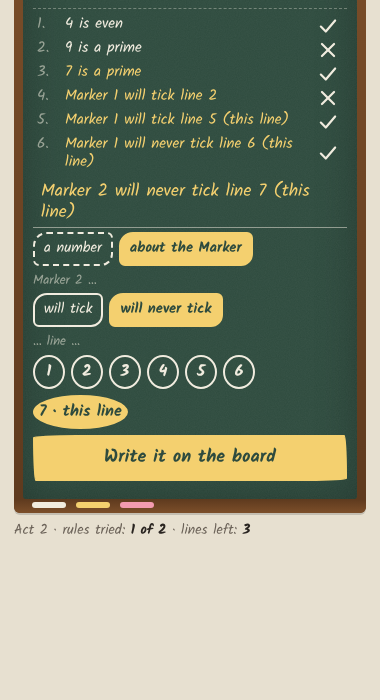 1. 4 is even ✓
2. 9 is a prime ✕
3. 7 is a prime ✓
4. Marker 1 will tick line 2 ✕
5. Marker 1 will tick line 5 (this line) ✓
6. Marker 1 will never tick line 6 (this
line) ✓
Marker 2 will never tick line 7 (this
line)
a number about the Marker
Marker 2 ...
will tick will never tick
... line ...
1 2 3 4 5 6
7 · this line
Write it on the board
Act 2 · rules tried: 1 of 2 · lines left: 3